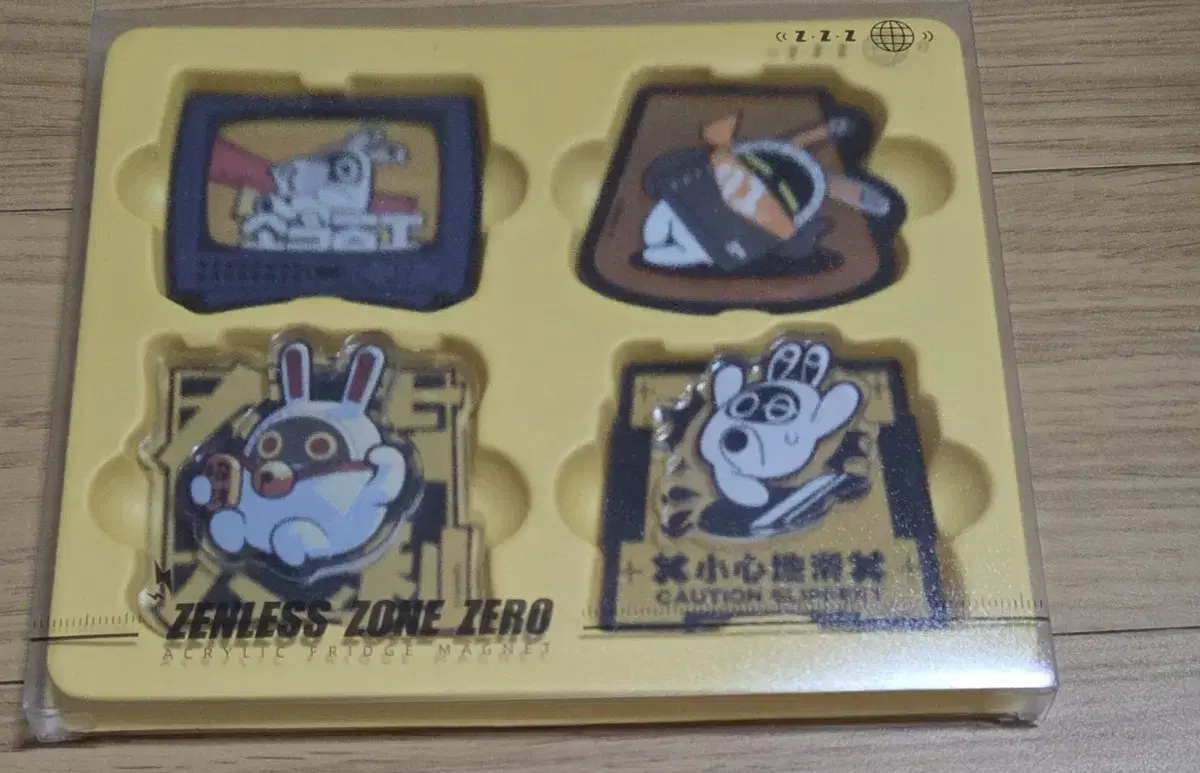 Z·Z·Z
小心地滑
CAUTION SLIPPERY
ZENLESS ZONE ZERO
ACRYLIC FRIDGE MAGNET